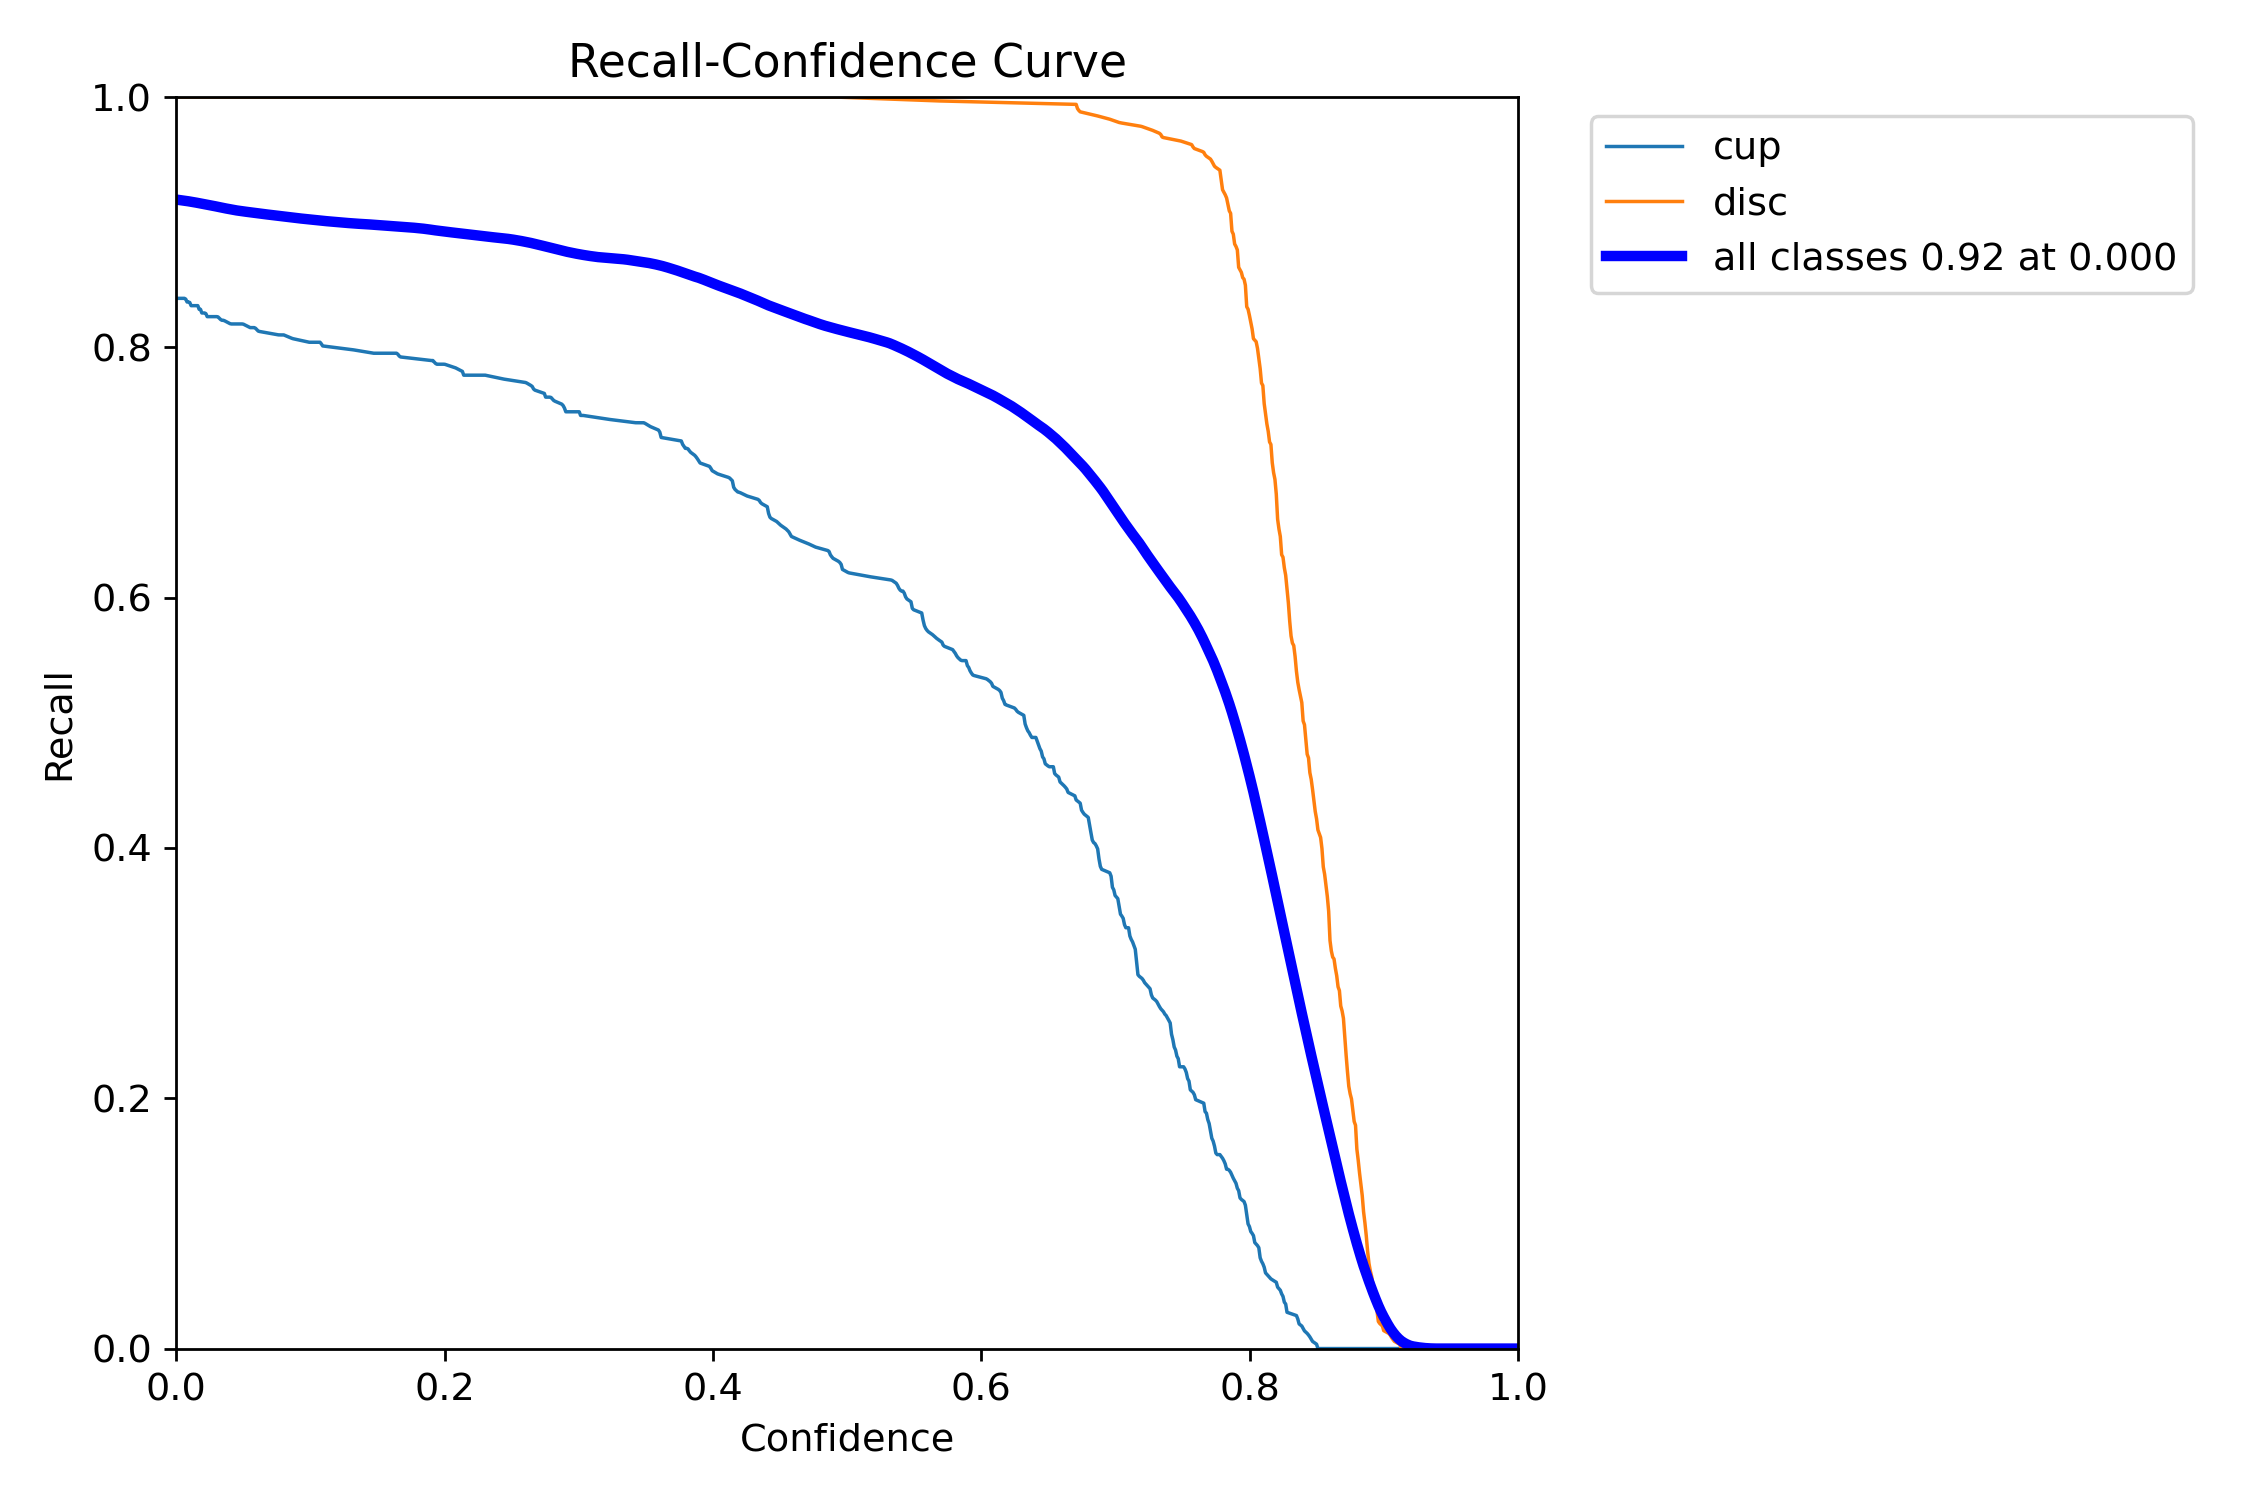 Recall-Confidence Curve
1.0
0.8
0.6
0.4
0.2
0.0
Recall
0.0 0.2 0.4 0.6 0.8 1.0
Confidence
cup
disc
all classes 0.92 at 0.000